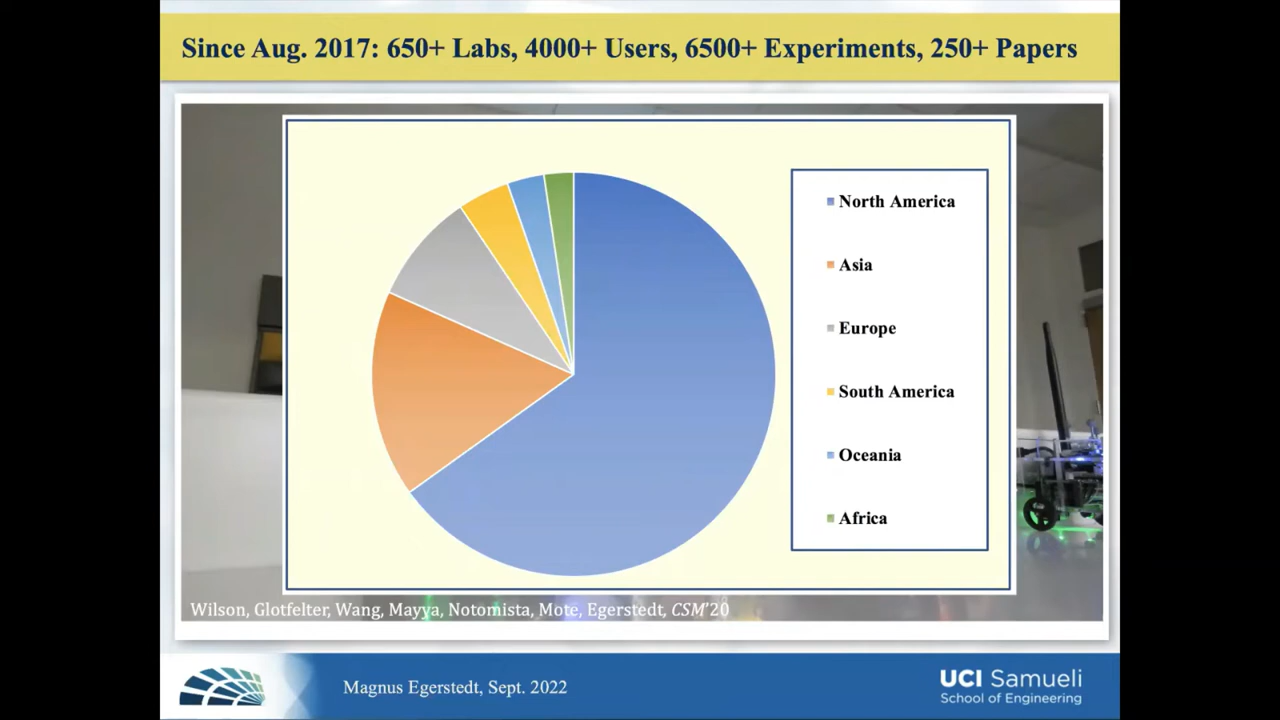 Since Aug. 2017: 650+ Labs, 4000+ Users, 6500+ Experiments, 250+ Papers
North America
Asia
Europe
South America
Oceania
Africa
Wilson, Glotfelter, Wang, Mayya, Notomista, Mote, Egerstedt, CSM'20
Magnus Egerstedt, Sept. 2022
UCI Samueli
School of Engineering